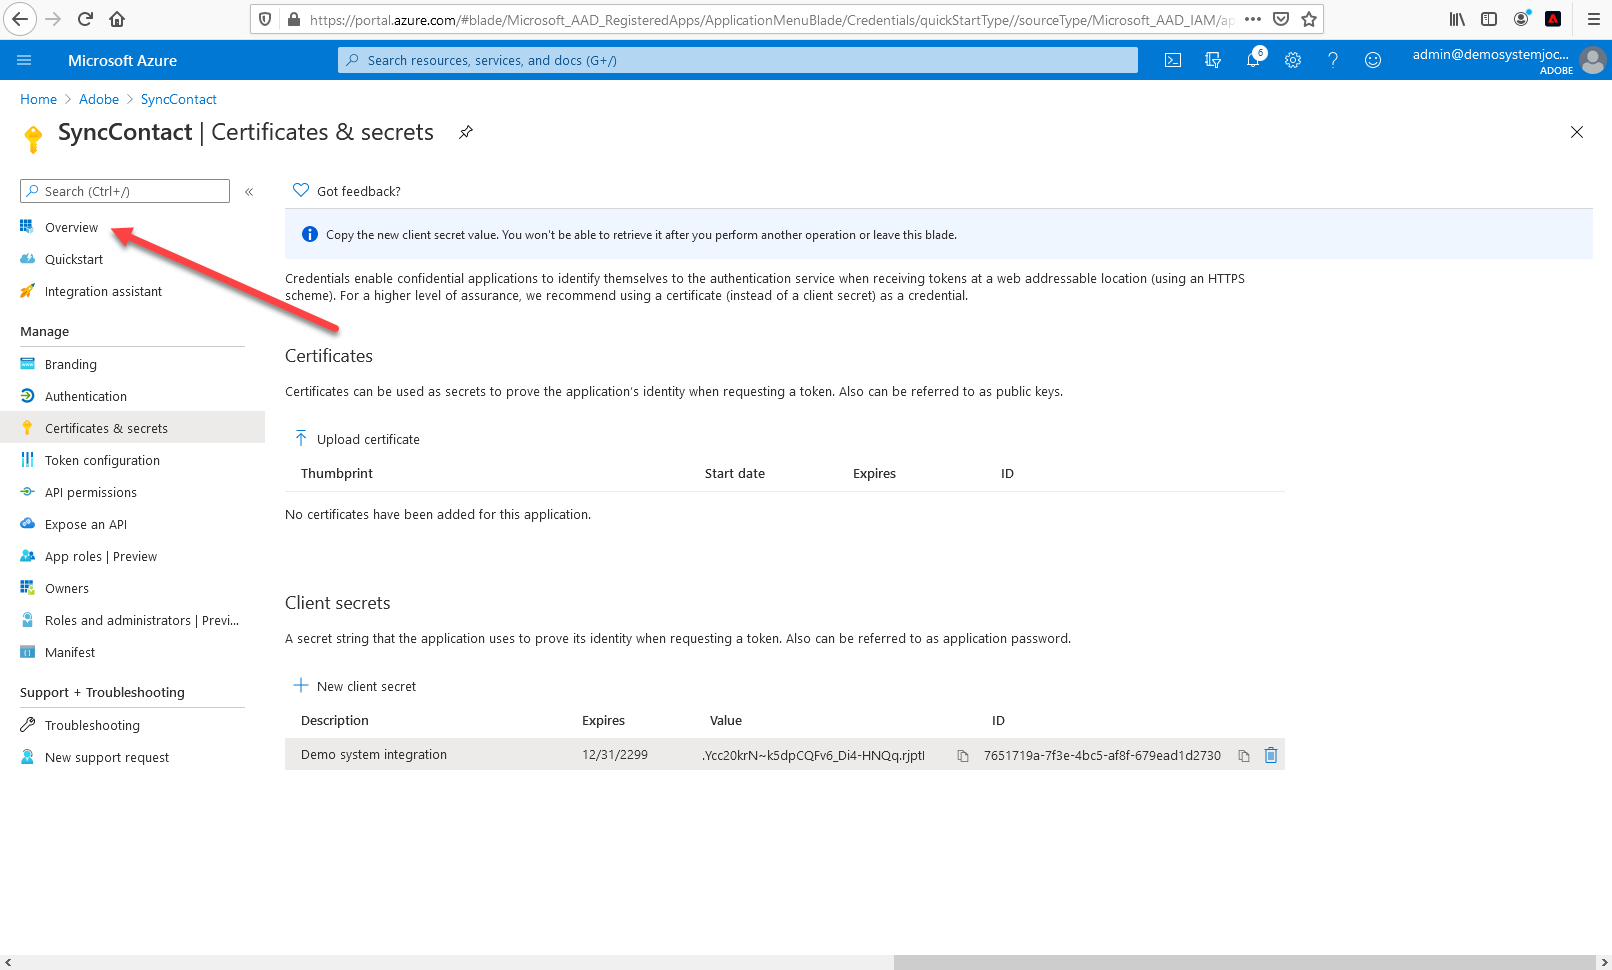 https://portal.azure.com/#blade/Microsoft_AAD_RegisteredApps/ApplicationMenuBlade/Credentials/quickStartType//sourceType/Microsoft_AAD_IAM/ap
Microsoft Azure
Search resources, services, and docs (G+/)
6
admin@demosystemjoc...
ADOBE
Home > Adobe > SyncContact
SyncContact | Certificates & secrets
Search (Ctrl+/)
«
Got feedback?
Overview
Copy the new client secret value. You won't be able to retrieve it after you perform another operation or leave this blade.
Quickstart
Integration assistant
Credentials enable confidential applications to identify themselves to the authentication service when receiving tokens at a web addressable location (using an HTTPS
scheme). For a higher level of assurance, we recommend using a certificate (instead of a client secret) as a credential.
Manage
Branding
Authentication
Certificates & secrets
Token configuration
API permissions
Expose an API
App roles | Preview
Owners
Roles and administrators | Previ...
Manifest
Support + Troubleshooting
Troubleshooting
New support request
Certificates
Certificates can be used as secrets to prove the application's identity when requesting a token. Also can be referred to as public keys.
Upload certificate
Thumbprint Start date Expires ID
No certificates have been added for this application.
Client secrets
A secret string that the application uses to prove its identity when requesting a token. Also can be referred to as application password.
New client secret
Description Expires Value ID
Demo system integration 12/31/2299 .Ycc20krN~k5dpCQFv6_Di4-HNQq.rjptI 7651719a-7f3e-4bc5-af8f-679ead1d2730